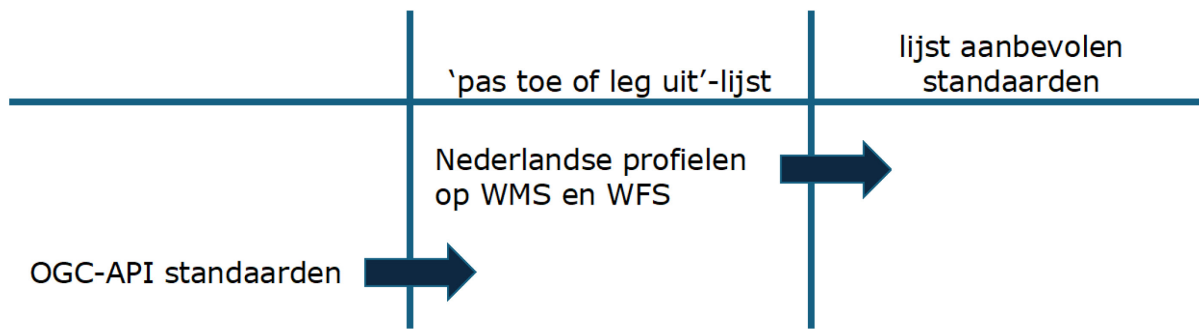 lijst aanbevolen
standaarden
‘pas toe of leg uit’-lijst
Nederlandse profielen
op WMS en WFS
OGC-API standaarden